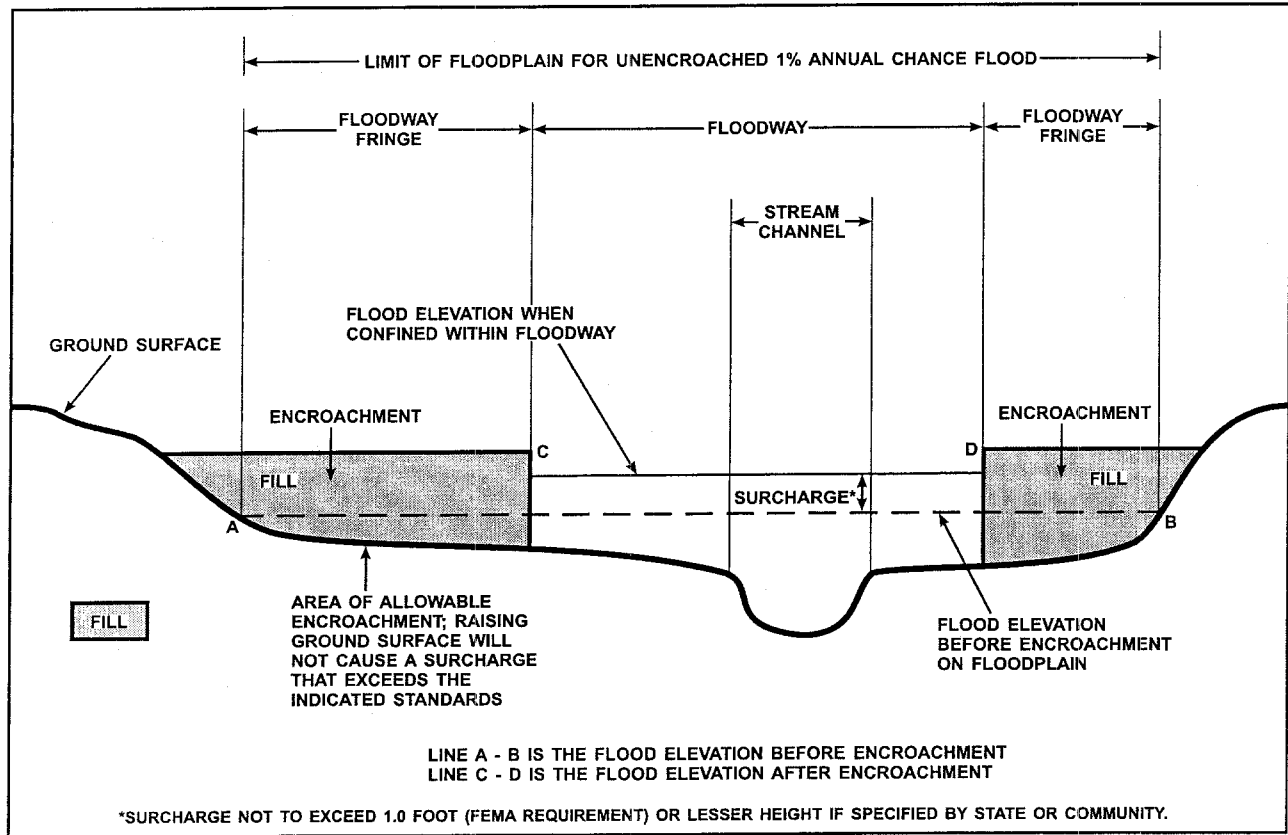 LIMIT OF FLOODPLAIN FOR UNENCROACHED 1% ANNUAL CHANCE FLOOD
FLOODWAY
FRINGE
FLOODWAY
FLOODWAY
FRINGE
STREAM
CHANNEL
FLOOD ELEVATION WHEN
CONFINED WITHIN FLOODWAY
GROUND SURFACE
ENCROACHMENT
ENCROACHMENT
C
D
FILL
FILL
SURCHARGE*
A
B
AREA OF ALLOWABLE
ENCROACHMENT; RAISING
GROUND SURFACE WILL
NOT CAUSE A SURCHARGE
THAT EXCEEDS THE
INDICATED STANDARDS
FILL
FLOOD ELEVATION
BEFORE ENCROACHMENT
ON FLOODPLAIN
LINE A - B IS THE FLOOD ELEVATION BEFORE ENCROACHMENT
LINE C - D IS THE FLOOD ELEVATION AFTER ENCROACHMENT
*SURCHARGE NOT TO EXCEED 1.0 FOOT (FEMA REQUIREMENT) OR LESSER HEIGHT IF SPECIFIED BY STATE OR COMMUNITY.